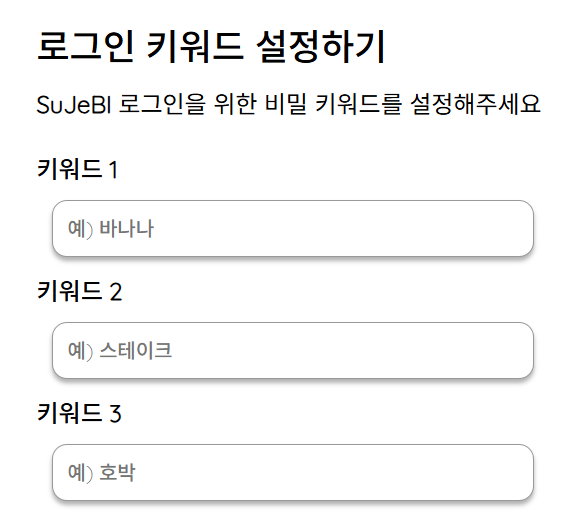 로그인 키워드 설정하기
SuJeBI 로그인을 위한 비밀 키워드를 설정해주세요
키워드 1
예) 바나나
키워드 2
예) 스테이크
키워드 3
예) 호박